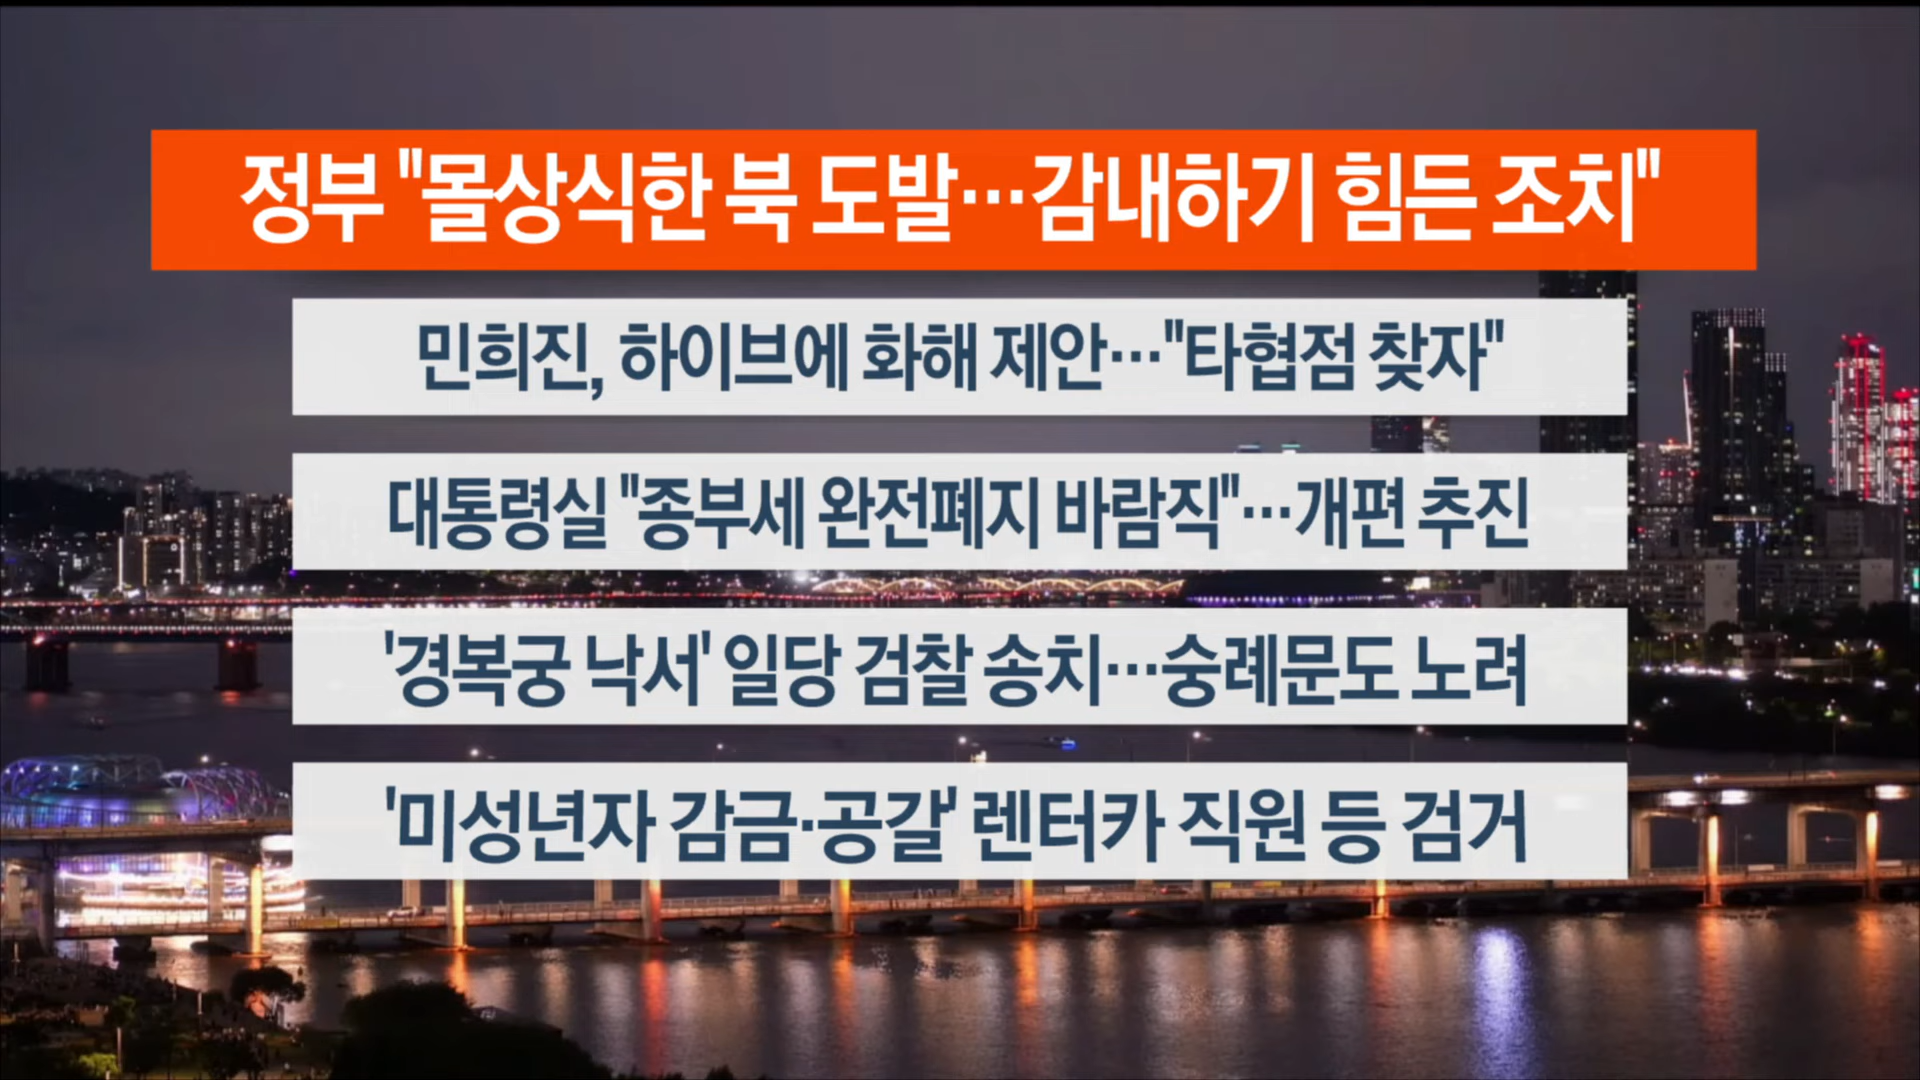 정부 "몰상식한 북 도발…감내하기 힘든 조치"
민희진, 하이브에 화해 제안…"타협점 찾자"
대통령실 "종부세 완전폐지 바람직"…개편 추진
'경복궁 낙서' 일당 검찰 송치…숭례문도 노려
'미성년자 감금·공갈' 렌터카 직원 등 검거